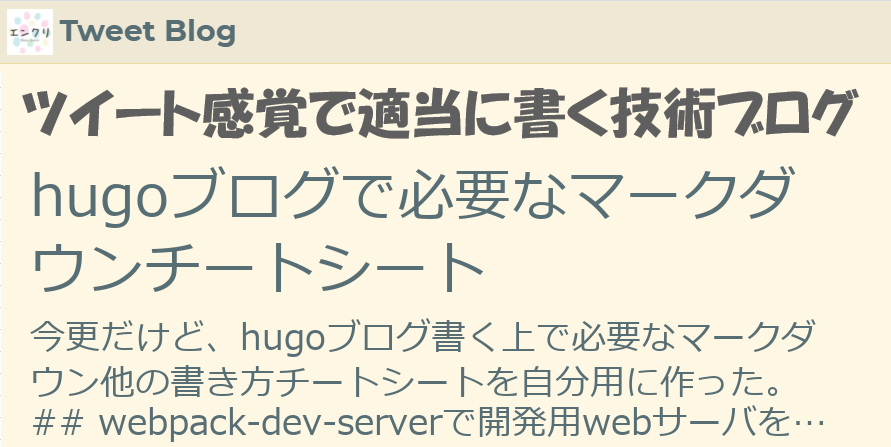 エンクリ
Tweet Blog
ツイート感覚で適当に書く技術ブログ
hugoブログで必要なマークダ
ウンチートシート
今更だけど、hugoブログ書く上で必要なマークダ
ウン他の書き方チートシートを自分用に作った。
## webpack-dev-serverで開発用webサーバを…